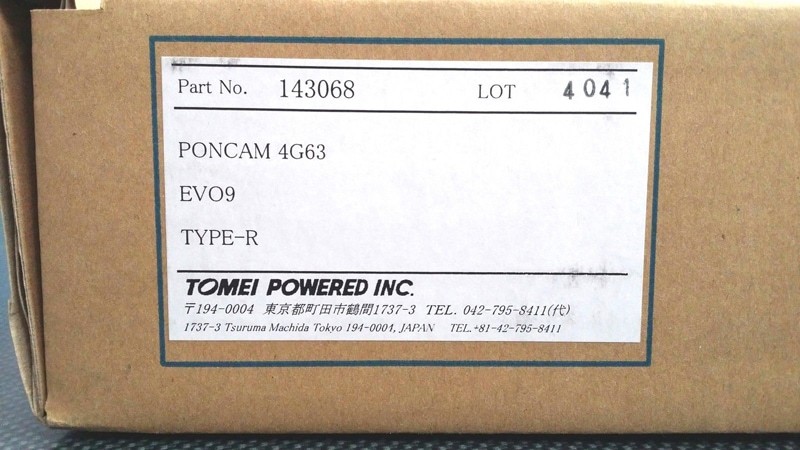 Part No. 143068 LOT 4041
PONCAM 4G63
EVO9
TYPE-R
TOMEI POWERED INC.
〒194-0004 東京都町田市鶴間1737-3 TEL. 042-795-8411(代)
1737-3 Tsuruma Machida Tokyo 194-0004, JAPAN TEL.+81-42-795-8411